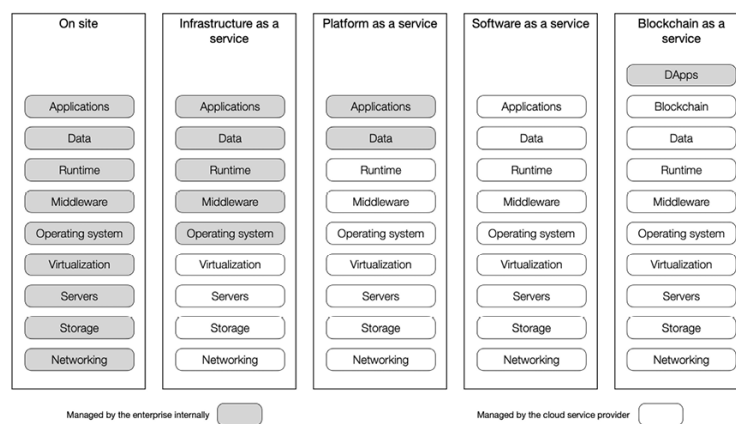 On site
Applications
Data
Runtime
Middleware
Operating system
Virtualization
Servers
Storage
Networking
Infrastructure as a
service
Applications
Data
Runtime
Middleware
Operating system
Virtualization
Servers
Storage
Networking
Platform as a service
Applications
Data
Runtime
Middleware
Operating system
Virtualization
Servers
Storage
Networking
Software as a service
Applications
Data
Runtime
Middleware
Operating system
Virtualization
Servers
Storage
Networking
Blockchain as a
service
DApps
Blockchain
Data
Runtime
Middleware
Operating system
Virtualization
Servers
Storage
Networking
Managed by the enterprise internally
Managed by the cloud service provider